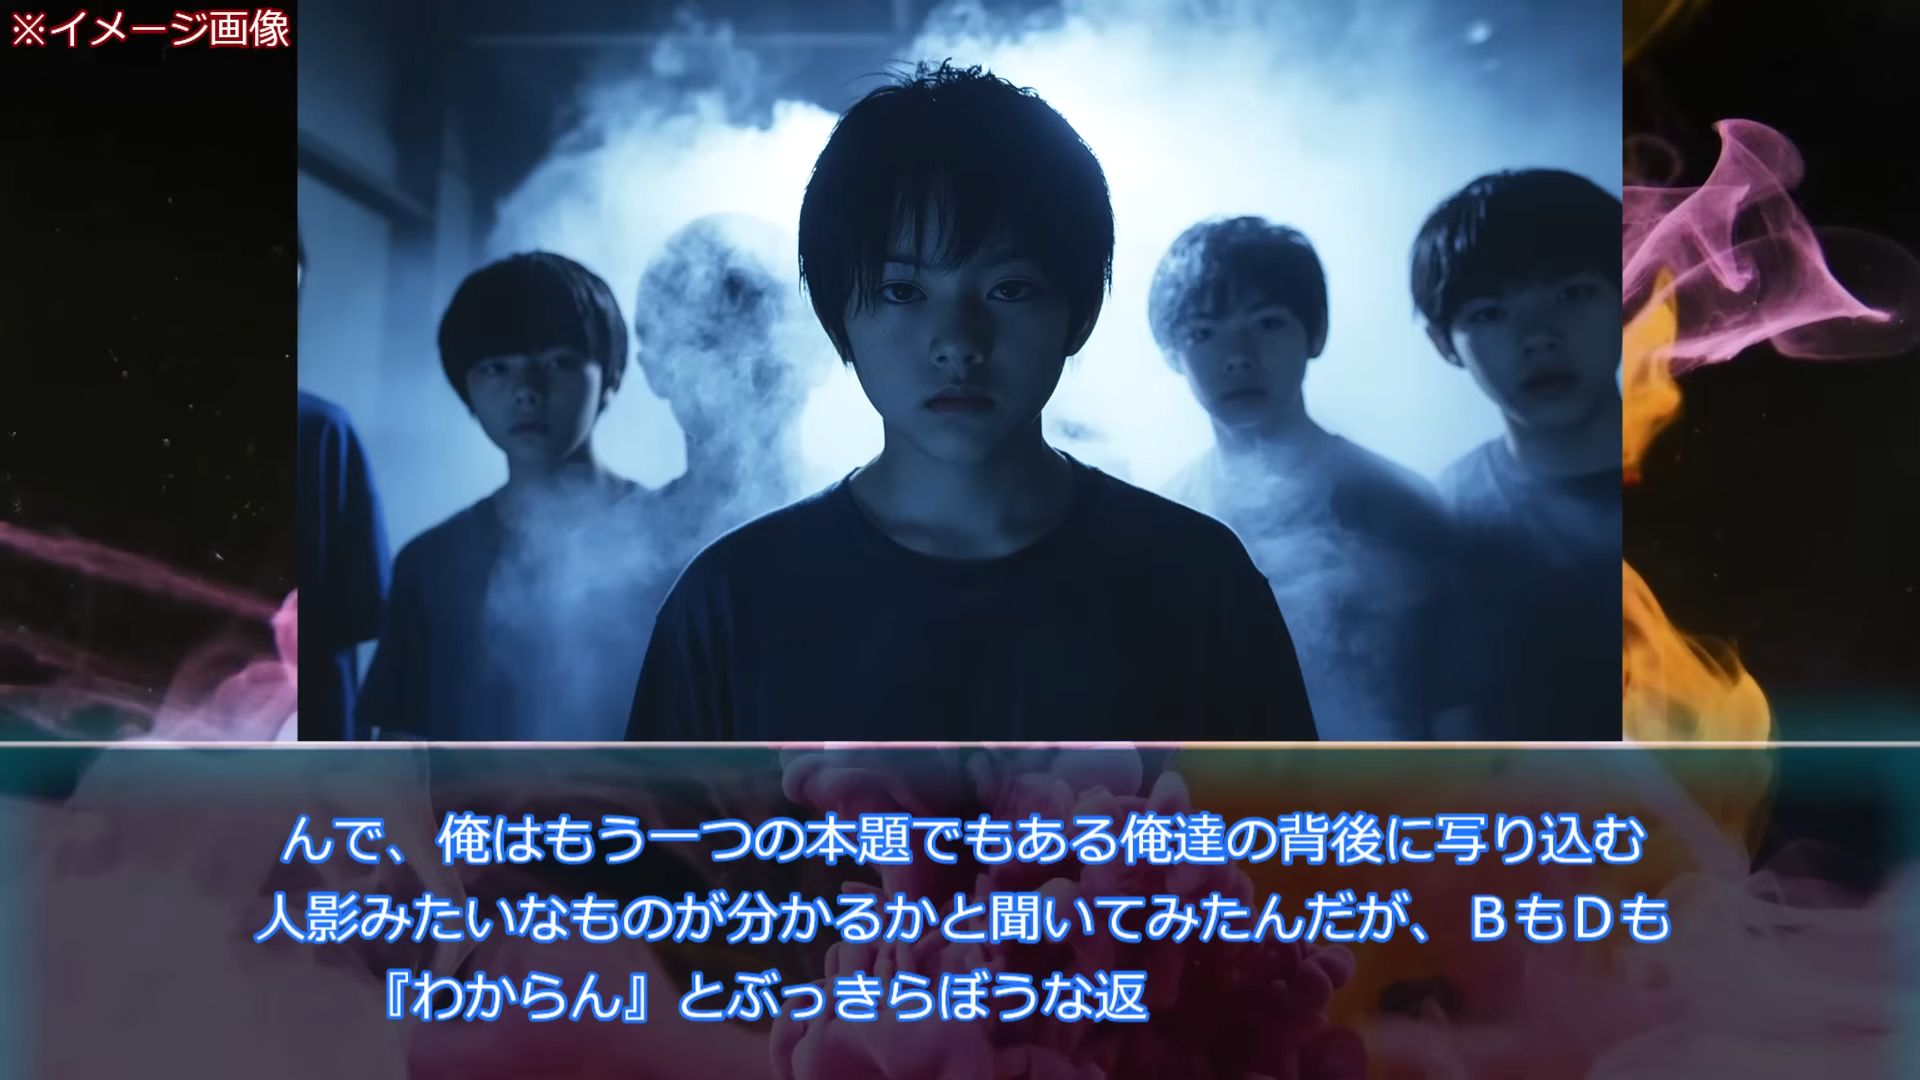 ※イメージ画像
んで、俺はもう一つの本題でもある俺達の背後に写り込む
人影みたいなものが分かるかと聞いてみたんだが、ＢもＤも
『わからん』とぶっきらぼうな返